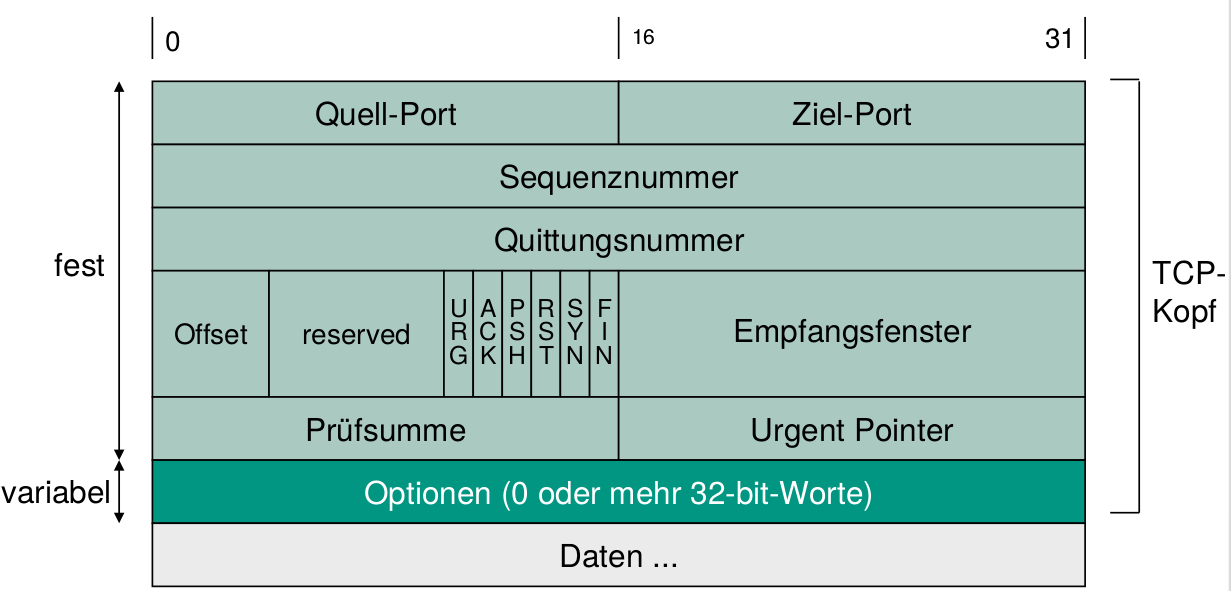 0
16
31
Quell-Port
Ziel-Port
Sequenznummer
Quittungsnummer
fest
Offset
reserved
URG
ACK
PSH
RST
SYN
FIN
Empfangsfenster
TCP-
Kopf
Prüfsumme
Urgent Pointer
variabel
Optionen (0 oder mehr 32-bit-Worte)
Daten ...